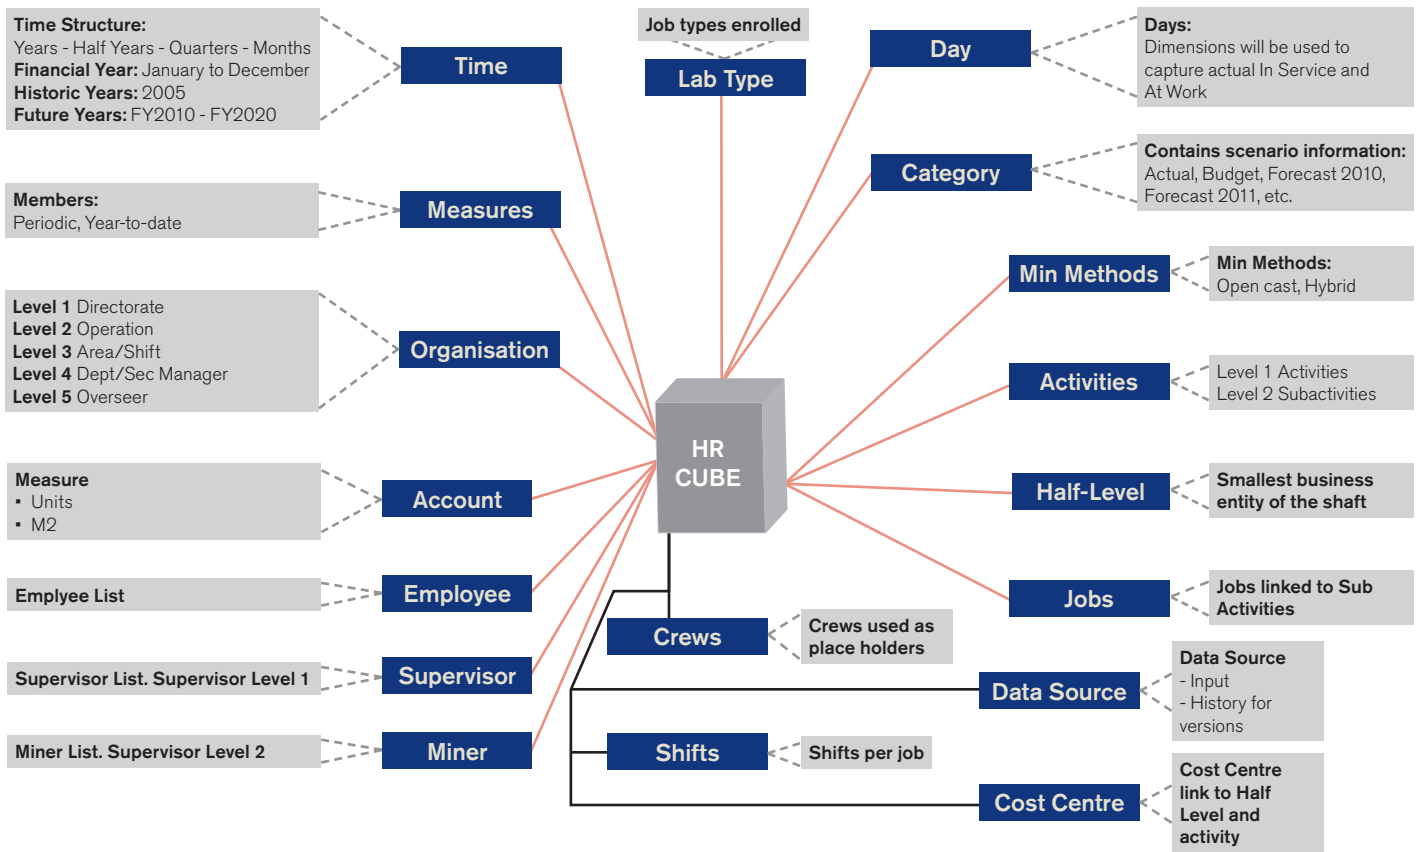 Time Structure:
Years - Half Years - Quarters - Months
Financial Year: January to December
Historic Years: 2005
Future Years: FY2010 - FY2020
Time
Job types enrolled
Lab Type
Day
Days:
Dimensions will be used to
capture actual In Service and
At Work
Category
Contains scenario information:
Actual, Budget, Forecast 2010,
Forecast 2011, etc.
Members:
Periodic, Year-to-date
Measures
Min Methods
Min Methods:
Open cast, Hybrid
Level 1 Directorate
Level 2 Operation
Level 3 Area/Shift
Level 4 Dept/Sec Manager
Level 5 Overseer
Organisation
Activities
Level 1 Activities
Level 2 Subactivities
HR
CUBE
Measure
▪ Units
▪ M2
Account
Half-Level
Smallest business
entity of the shaft
Emplyee List
Employee
Jobs
Jobs linked to Sub
Activities
Crews
Crews used as
place holders
Supervisor List. Supervisor Level 1
Supervisor
Data Source
Data Source
- Input
- History for
versions
Miner List. Supervisor Level 2
Miner
Shifts
Shifts per job
Cost Centre
Cost Centre
link to Half
Level and
activity